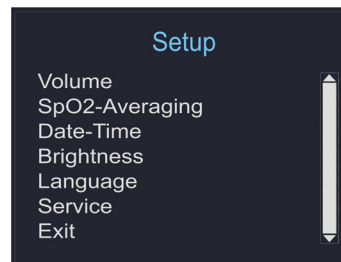 Setup
Volume
SpO2-Averaging
Date-Time
Brightness
Language
Service
Exit